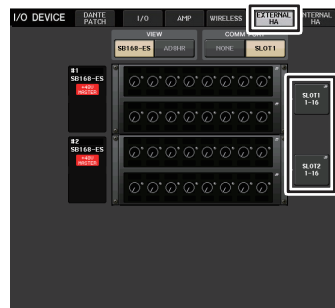 I/O DEVICE
DANTE PATCH
I/O
AMP
WIRELESS
EXTERNAL HA
INTERNAL HA
VIEW
COMM PORT
SB168-ES
AD8HR
NONE
SLOT1
#1
SB168-ES
+48V
MASTER
SLOT1
1-16
#2
SB168-ES
+48V
MASTER
SLOT2
1-16